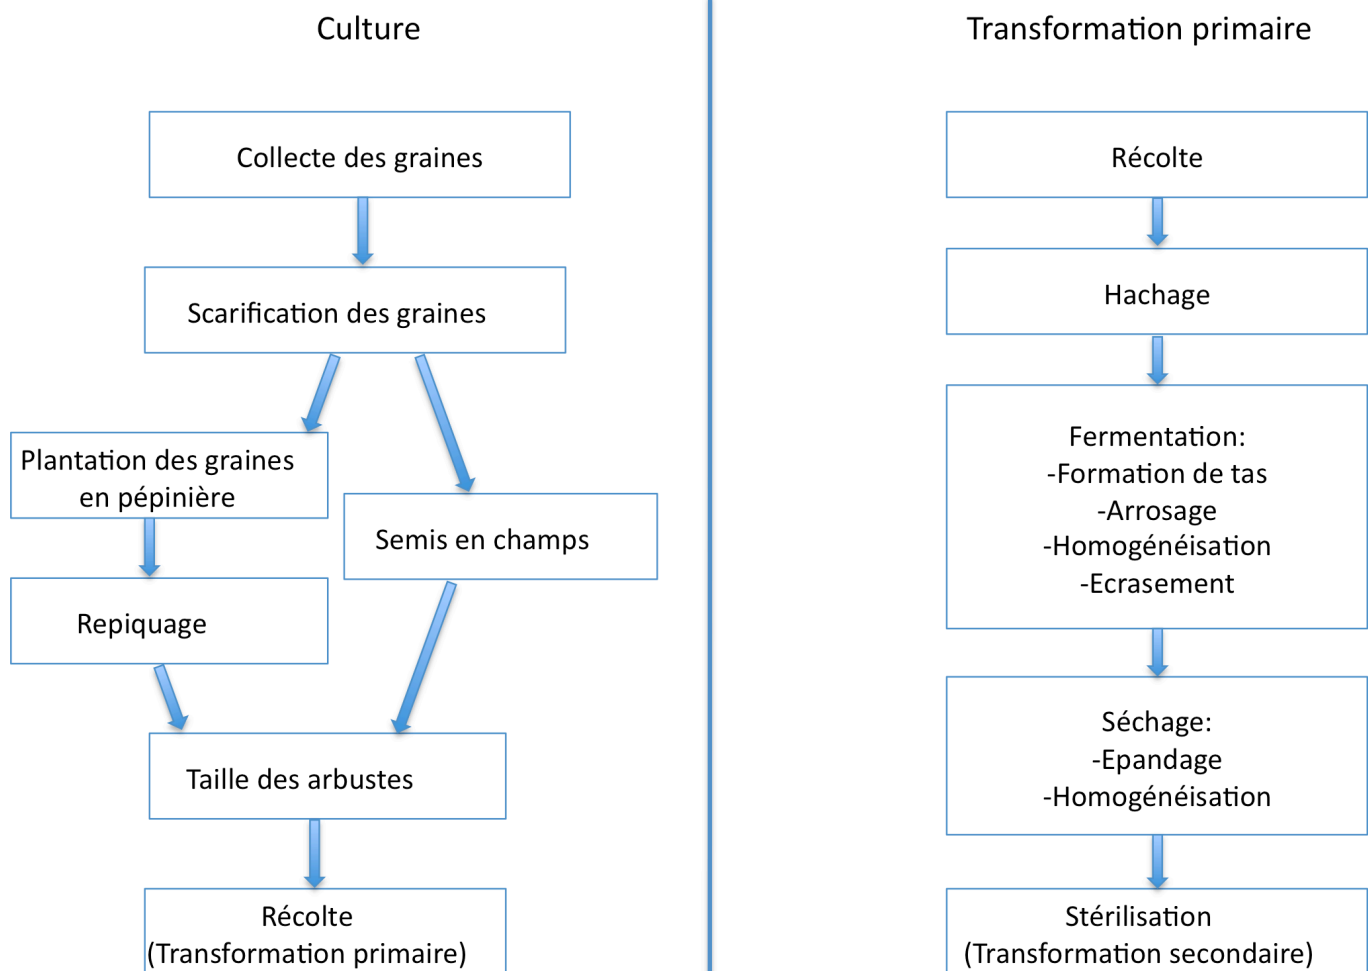 Culture
Collecte des graines
Scarification des graines
Plantation des graines
en pépinière
Semis en champs
Repiquage
Taille des arbustes
Récolte
(Transformation primaire)
Transformation primaire
Récolte
Hachage
Fermentation:
-Formation de tas
-Arrosage
-Homogénéisation
-Ecrasement
Séchage:
-Epandage
-Homogénéisation
Stérilisation
(Transformation secondaire)